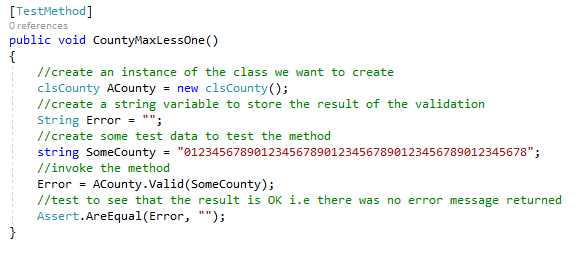 [TestMethod]
0 references
public void CountyMaxLessOne()
{
//create an instance of the class we want to create
clsCounty ACounty = new clsCounty();
//create a string variable to store the result of the validation
String Error = "";
//create some test data to test the method
string SomeCounty = "0123456789012345678901234567890123456789012345678";
//invoke the method
Error = ACounty.Valid(SomeCounty);
//test to see that the result is OK i.e there was no error message returned
Assert.AreEqual(Error, "");
}